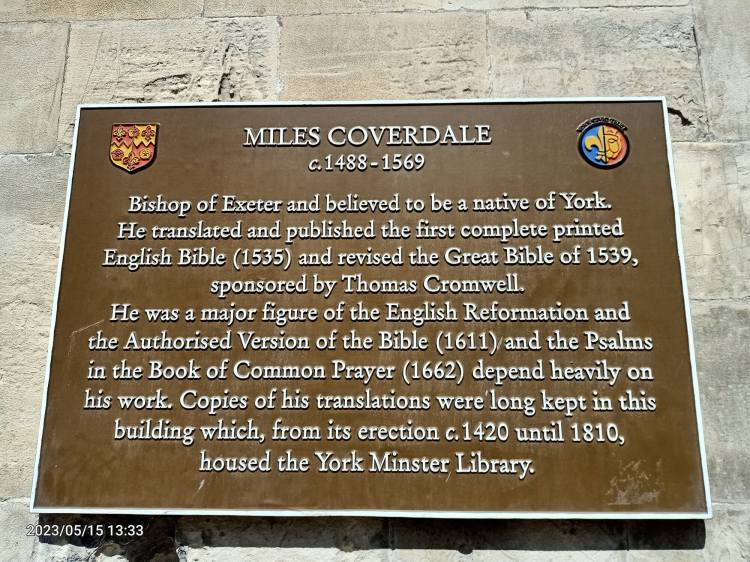 MILES COVERDALE
c.1488-1569
Bishop of Exeter and believed to be a native of York.
He translated and published the first complete printed
English Bible (1535) and revised the Great Bible of 1539,
sponsored by Thomas Cromwell.
He was a major figure of the English Reformation and
the Authorised Version of the Bible (1611) and the Psalms
in the Book of Common Prayer (1662) depend heavily on
his work. Copies of his translations were long kept in this
building which, from its erection c.1420 until 1810,
housed the York Minster Library.
2023/05/15 13:33